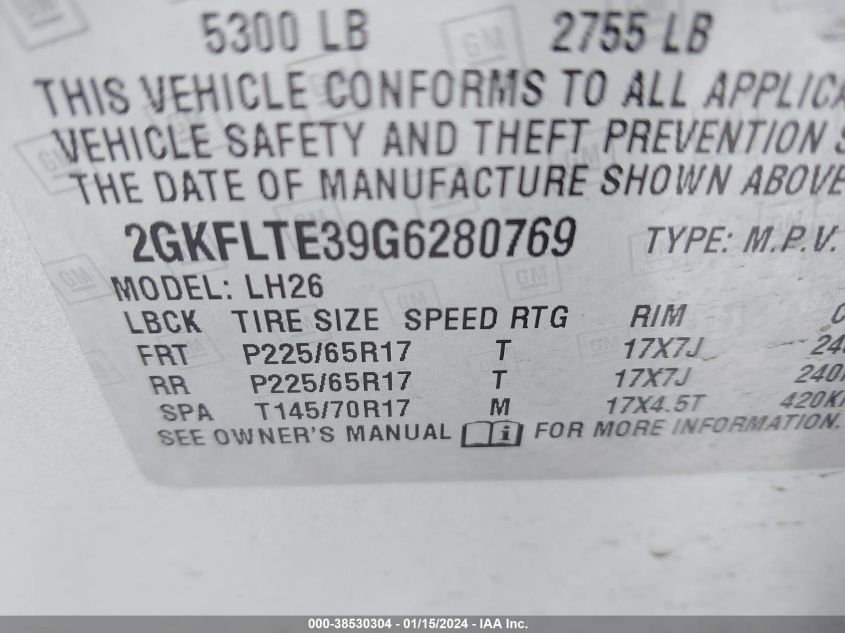 5300 LB 2755 LB
THIS VEHICLE CONFORMS TO ALL
VEHICLE SAFETY AND THEFT PREVENTION
THE DATE OF MANUFACTURE SHOWN ABOVE
2GKFLTE39G6280769 TYPE: M.P.V.
MODEL: LH26
LBCK TIRE SIZE SPEED RTG RIM
FRT P225/65R17 T 17X7J
RR P225/65R17 T 17X7J
SPA T145/70R17 M 17X4.5T
SEE OWNER'S MANUAL FOR MORE INFORMATION.
000-38530304 - 01/15/2024 - IAA Inc.